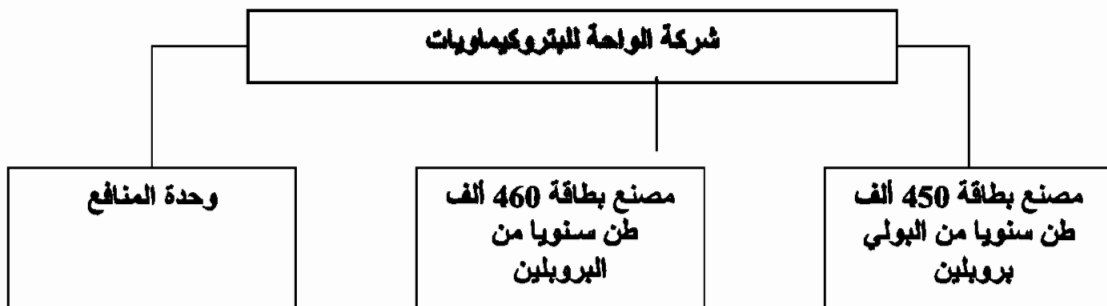 شركة الواحة للبتروكيماويات
مصنع بطاقة 450 ألف
طن سنويا من البولي
بروبلين
مصنع بطاقة 460 ألف
طن سنويا من
البروبلين
وحدة المنافع